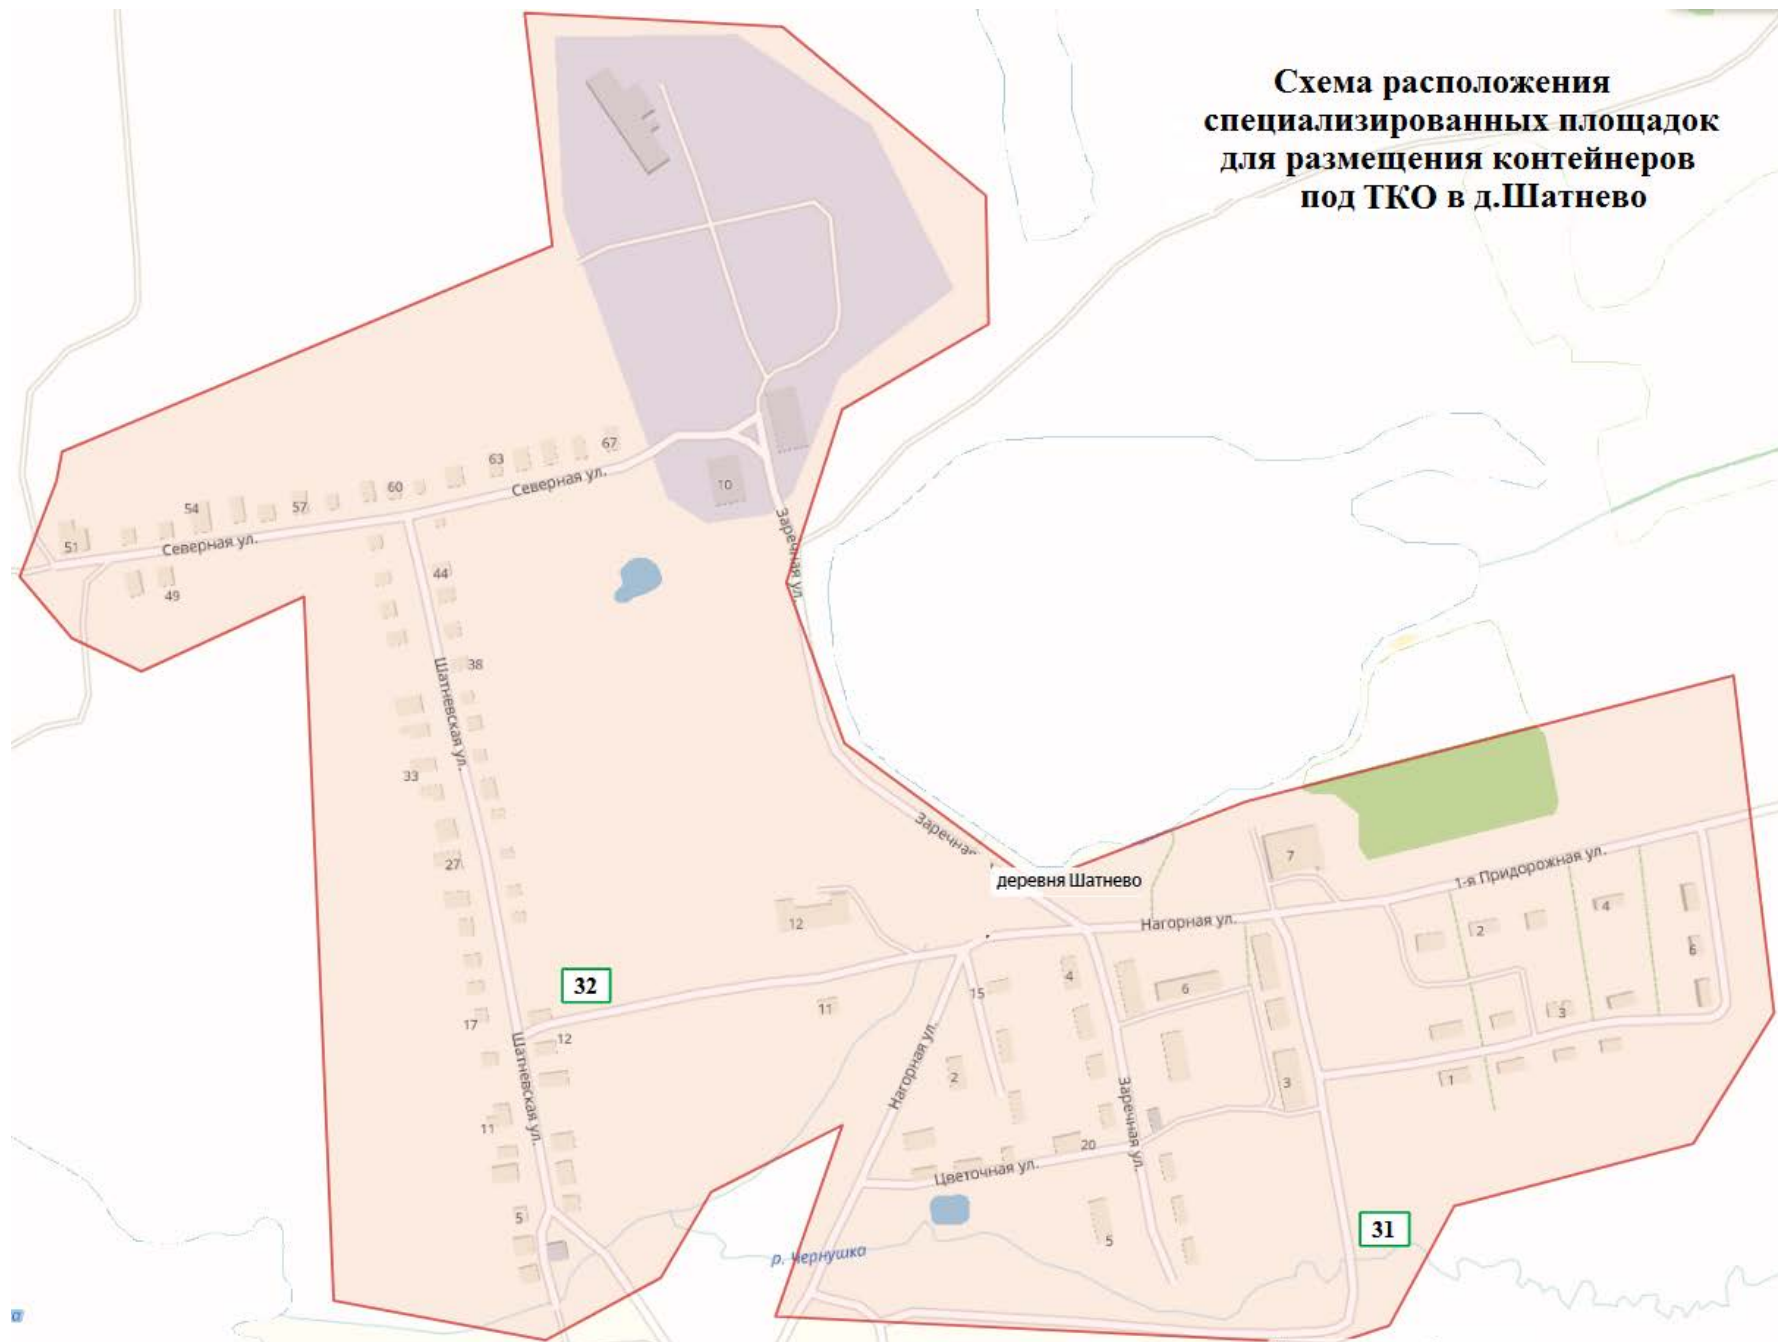 Схема расположения
специализированных площадок
для размещения контейнеров
под ТКО в д.Шатнево
67
63
Северная ул.
60
57
54
51
Северная ул.
49
10
Заречная ул.
44
38
Шатневская ул.
33
27
Заречная
деревня Шатнево
7
1-я Придорожная ул.
Нагорная ул.
12
4
2
6
32
15
4
6
11
3
17
12
Шатневская ул.
Нагорная ул.
2
Заречная ул.
3
1
11
20
Цветочная ул.
5
5
31
р. Чернушка
а